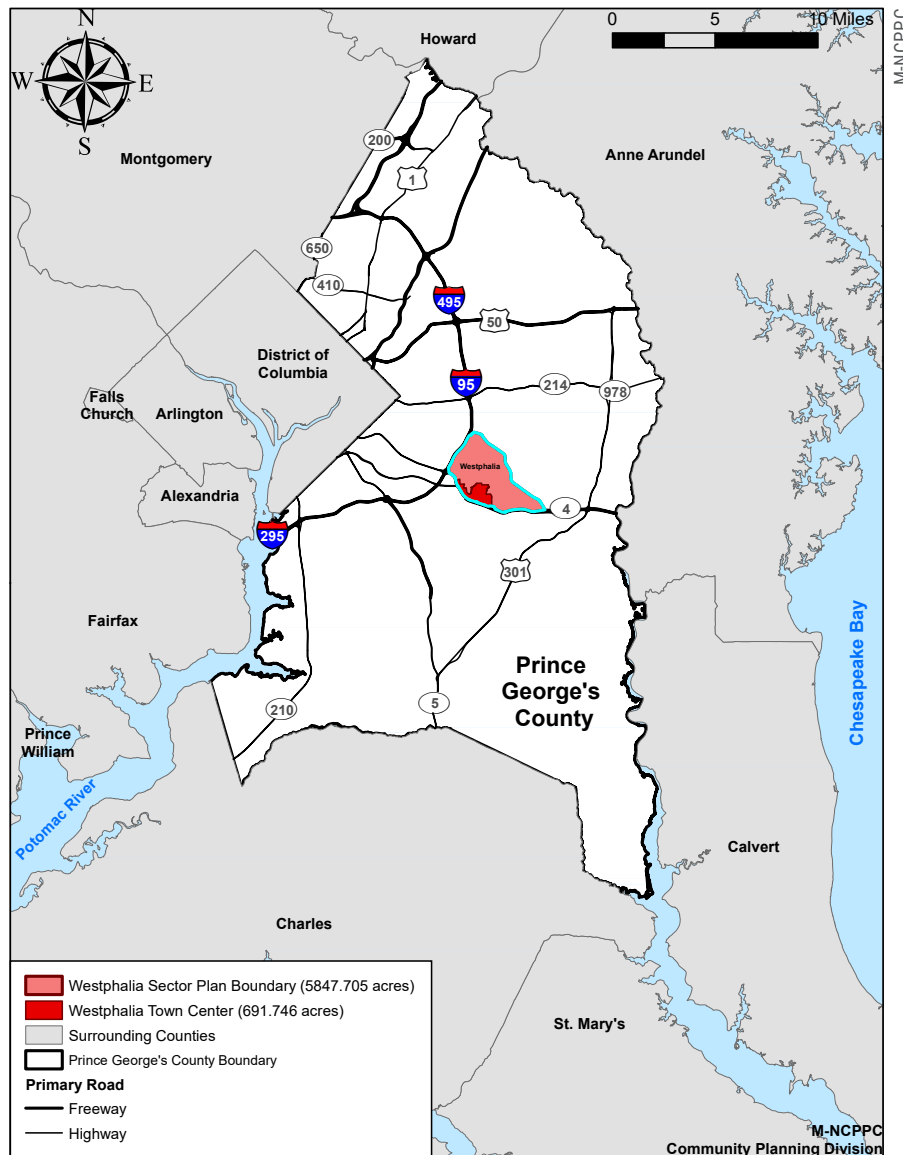 N
W
E
S
0
5
10 Miles
M-NCPPC
Howard
Montgomery
Anne Arundel
200
1
650
410
495
50
District of
Columbia
95
214
978
Falls
Church
Arlington
Westphalia
Alexandria
4
295
301
Fairfax
Chesapeake Bay
Prince
George's
County
210
5
Prince
William
Potomac River
Calvert
Charles
St. Mary's
Westphalia Sector Plan Boundary (5847.705 acres)
Westphalia Town Center (691.746 acres)
Surrounding Counties
Prince George's County Boundary
Primary Road
Freeway
Highway
M-NCPPC
Community Planning Division